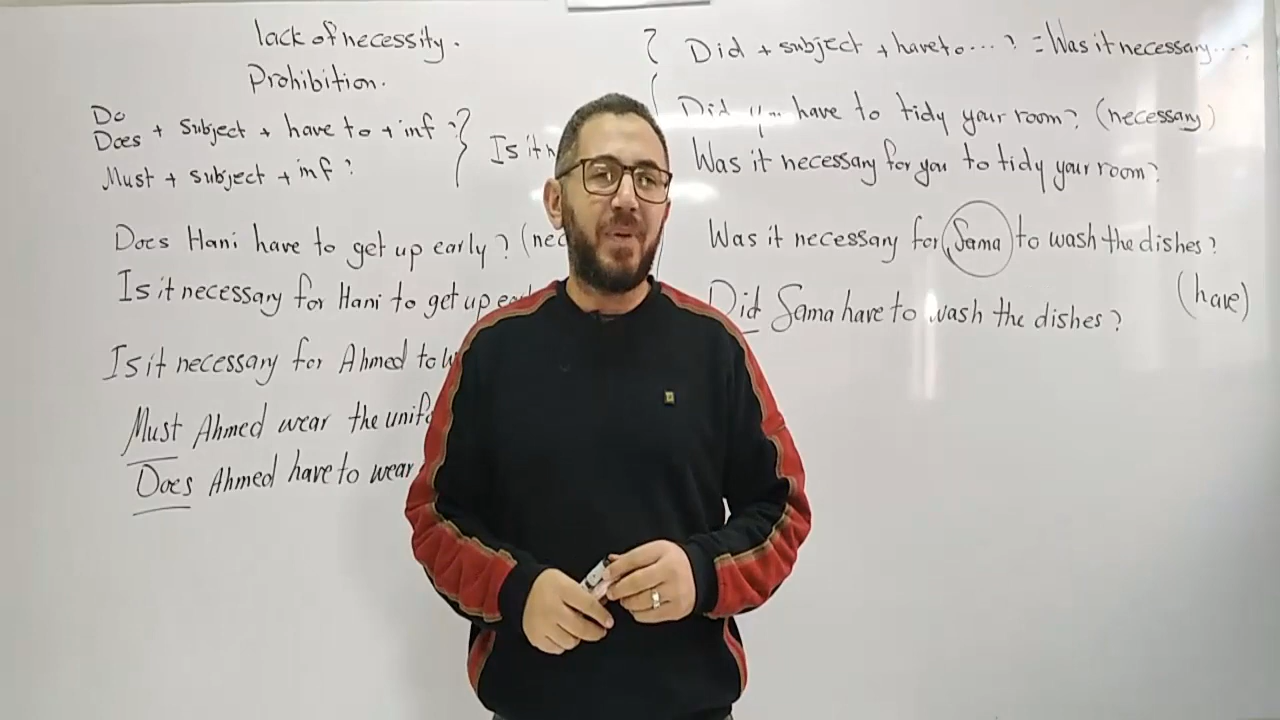 lack of necessity.
Prohibition.
Do
Does + subject + have to + inf ?
Must + subject + inf ?
Is it
Does Hani have to get up early ? (
Is it necessary for Hani to get up
Is it necessary for Ahmed to
Must Ahmed wear the
Does Ahmed have to wear
? Did + subject + have to ... ? = Was it necessary ... ?
Did you have to tidy your room ? (necessary)
Was it necessary for you to tidy your room ?
Was it necessary for Sama to wash the dishes ?
(have)
Did Sama have to wash the dishes ?